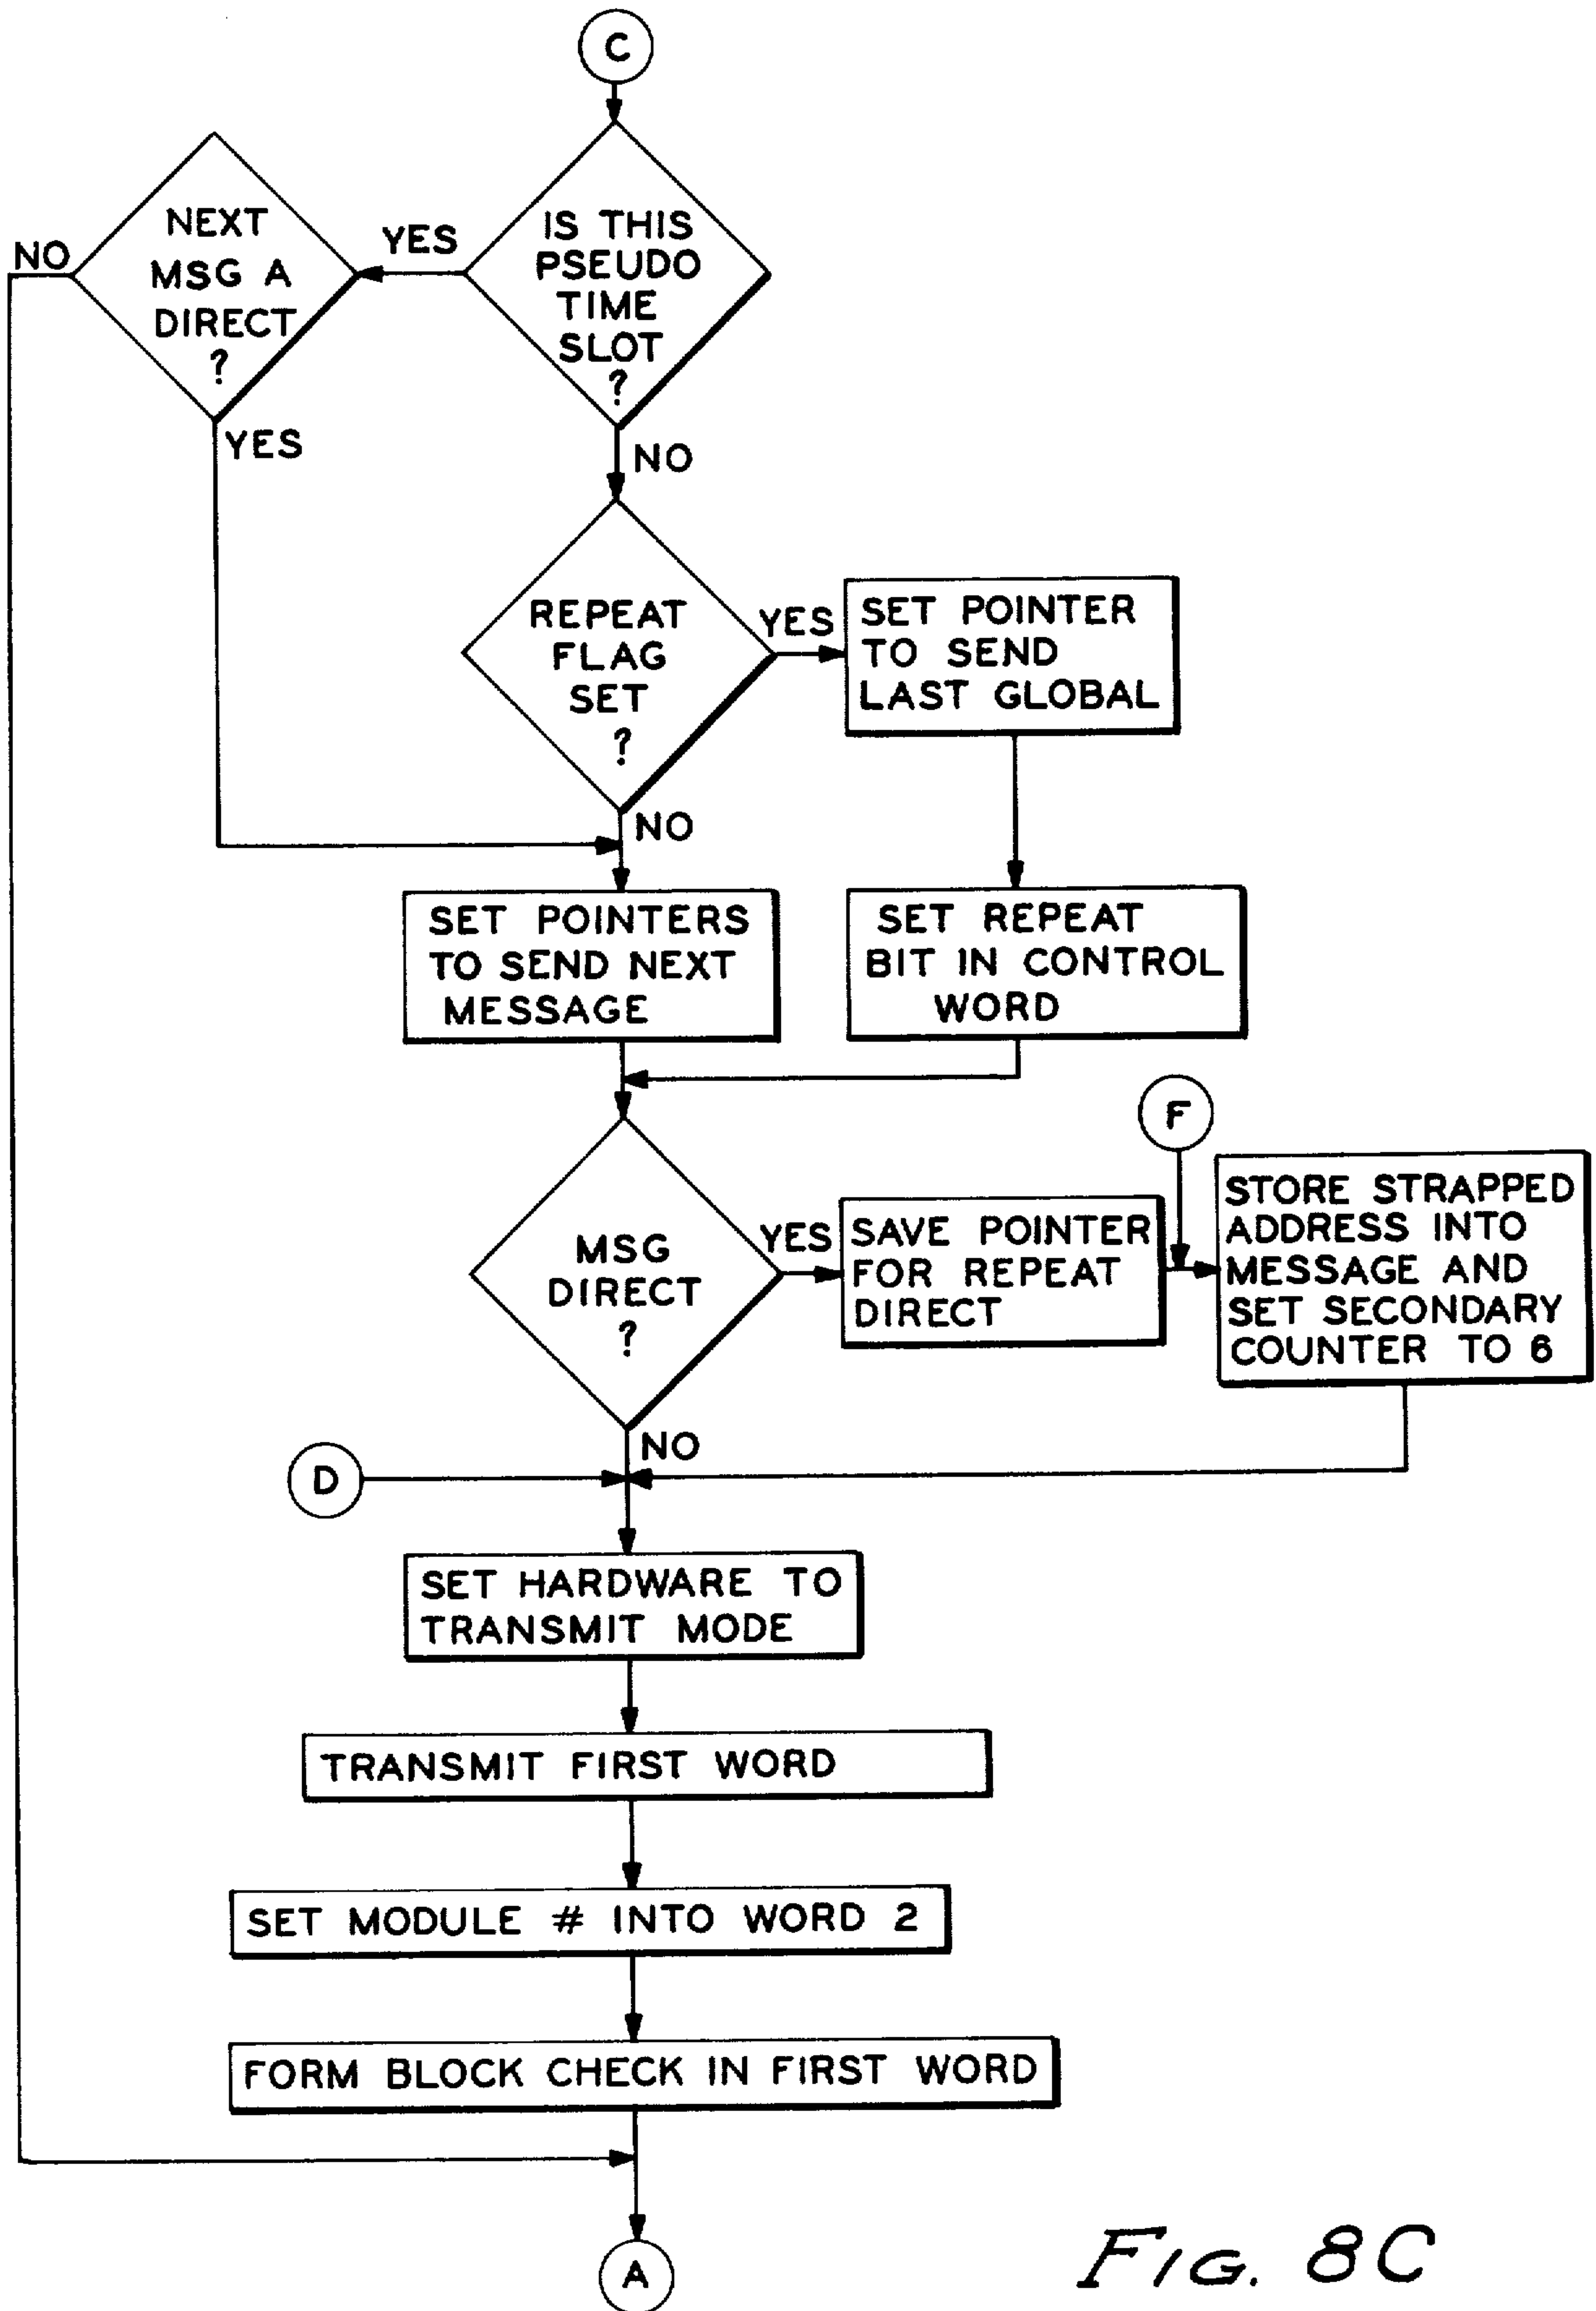 C
IS THIS
PSEUDO
TIME
SLOT
?
YES
NO
NEXT
MSG A
DIRECT
?
NO
YES
REPEAT
FLAG
SET
?
YES
NO
SET POINTER
TO SEND
LAST GLOBAL
SET POINTERS
TO SEND NEXT
MESSAGE
SET REPEAT
BIT IN CONTROL
WORD
F
MSG
DIRECT
?
YES
NO
SAVE POINTER
FOR REPEAT
DIRECT
STORE STRAPPED
ADDRESS INTO
MESSAGE AND
SET SECONDARY
COUNTER TO 6
D
SET HARDWARE TO
TRANSMIT MODE
TRANSMIT FIRST WORD
SET MODULE # INTO WORD 2
FORM BLOCK CHECK IN FIRST WORD
A
FIG. 8C